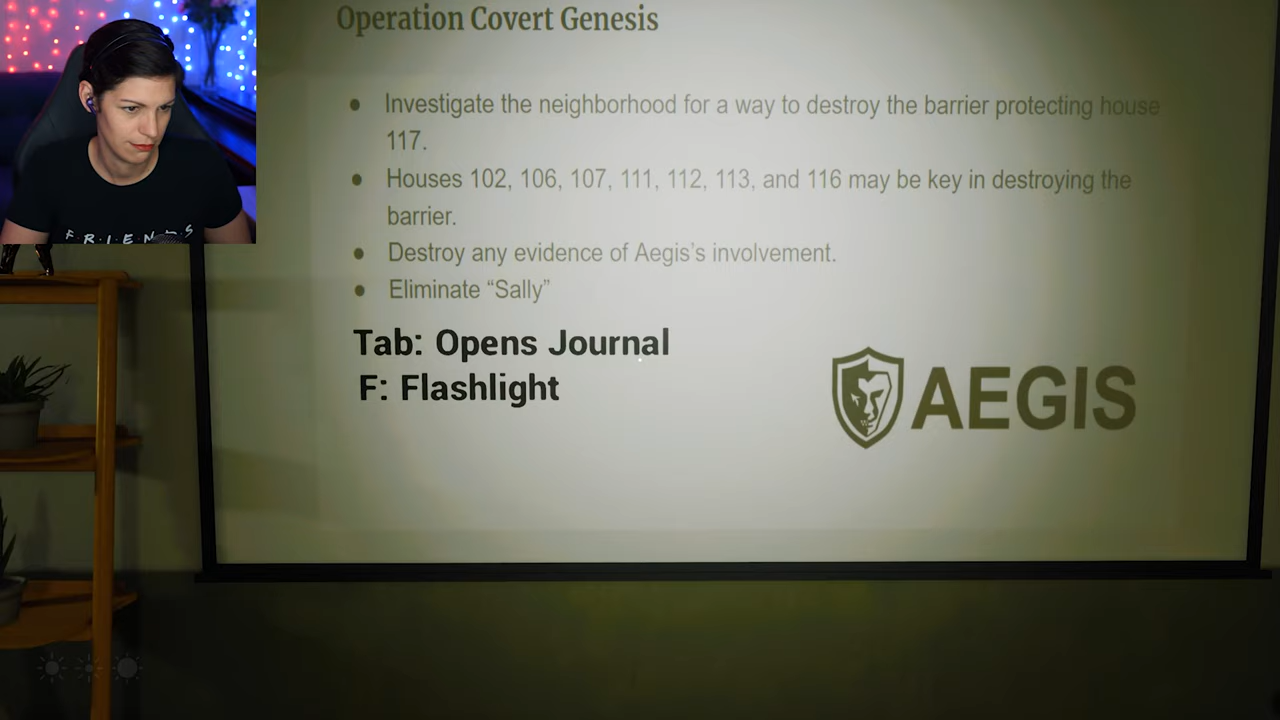 Operation Covert Genesis
● Investigate the neighborhood for a way to destroy the barrier protecting house
117.
● Houses 102, 106, 107, 111, 112, 113, and 116 may be key in destroying the
barrier.
● Destroy any evidence of Aegis’s involvement.
● Eliminate “Sally”
Tab: Opens Journal
F: Flashlight
AEGIS
F·R·I·E·N·D·S